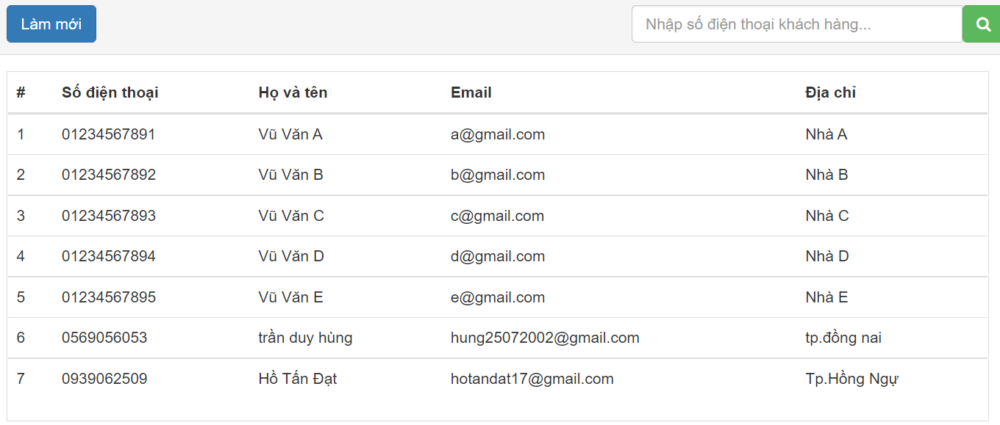 Làm mới
Nhập số điện thoại khách hàng...
# Số điện thoại Họ và tên Email Địa chỉ
1 01234567891 Vũ Văn A a@gmail.com Nhà A
2 01234567892 Vũ Văn B b@gmail.com Nhà B
3 01234567893 Vũ Văn C c@gmail.com Nhà C
4 01234567894 Vũ Văn D d@gmail.com Nhà D
5 01234567895 Vũ Văn E e@gmail.com Nhà E
6 0569056053 trần duy hùng hung25072002@gmail.com tp.đồng nai
7 0939062509 Hồ Tấn Đạt hotandat17@gmail.com Tp.Hồng Ngự